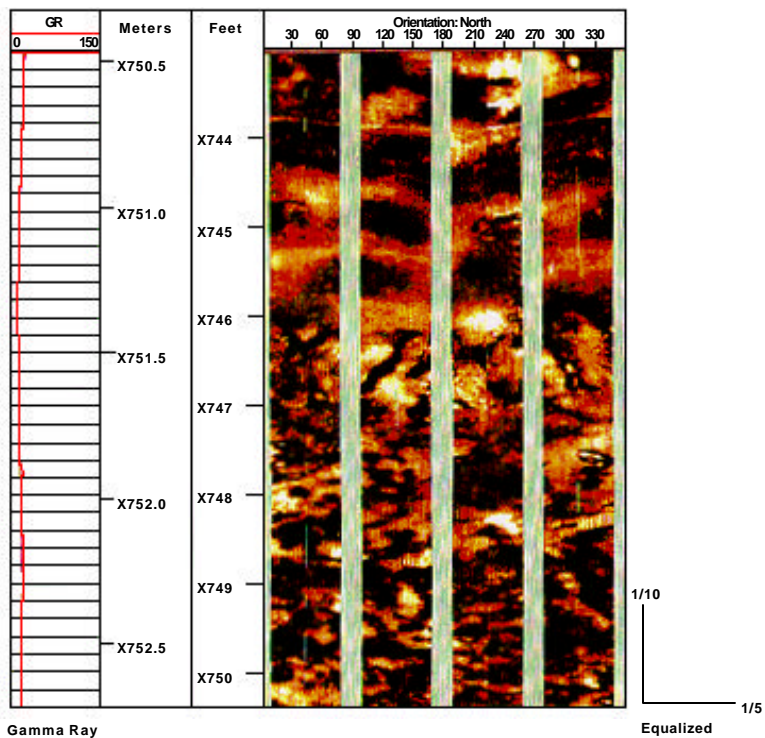 GR
0 150
Meters
Feet
Orientation: North
30 60 90 120 150 180 210 240 270 300 330
X750.5
X744
X751.0
X745
X746
X751.5
X747
X748
X752.0
X749
1/10
X752.5
X750
1/5
Gamma Ray
Equalized